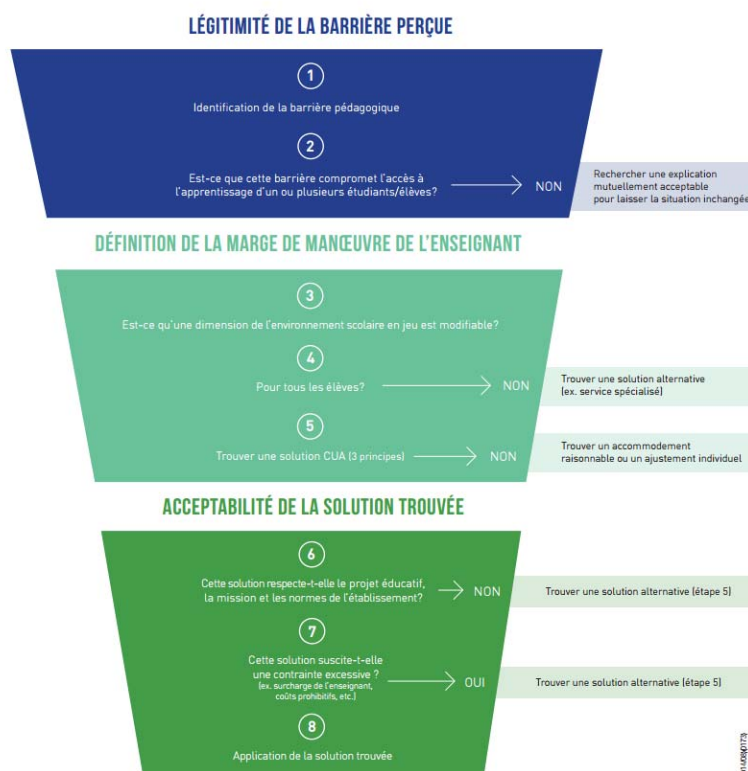 LÉGITIMITÉ DE LA BARRIÈRE PERÇUE
1
Identification de la barrière pédagogique
2
Est-ce que cette barrière compromet l'accès à
l'apprentissage d'un ou plusieurs étudiants/élèves?
NON
Rechercher une explication
mutuellement acceptable
pour laisser la situation inchangée
DÉFINITION DE LA MARGE DE MANŒUVRE DE L'ENSEIGNANT
3
Est-ce qu'une dimension de l'environnement scolaire en jeu est modifiable?
4
Pour tous les élèves?
NON
Trouver une solution alternative
(ex. service spécialisé)
5
Trouver une solution CUA (3 principes)
NON
Trouver un accommodement
raisonnable ou un ajustement individuel
ACCEPTABILITÉ DE LA SOLUTION TROUVÉE
6
Cette solution respecte-t-elle le projet éducatif,
la mission et les normes de l'établissement?
NON
Trouver une solution alternative (étape 5)
7
Cette solution suscite-t-elle
une contrainte excessive ?
(ex. surcharge de l'enseignant,
coûts prohibitifs, etc.)
OUI
Trouver une solution alternative (étape 5)
8
Application de la solution trouvée